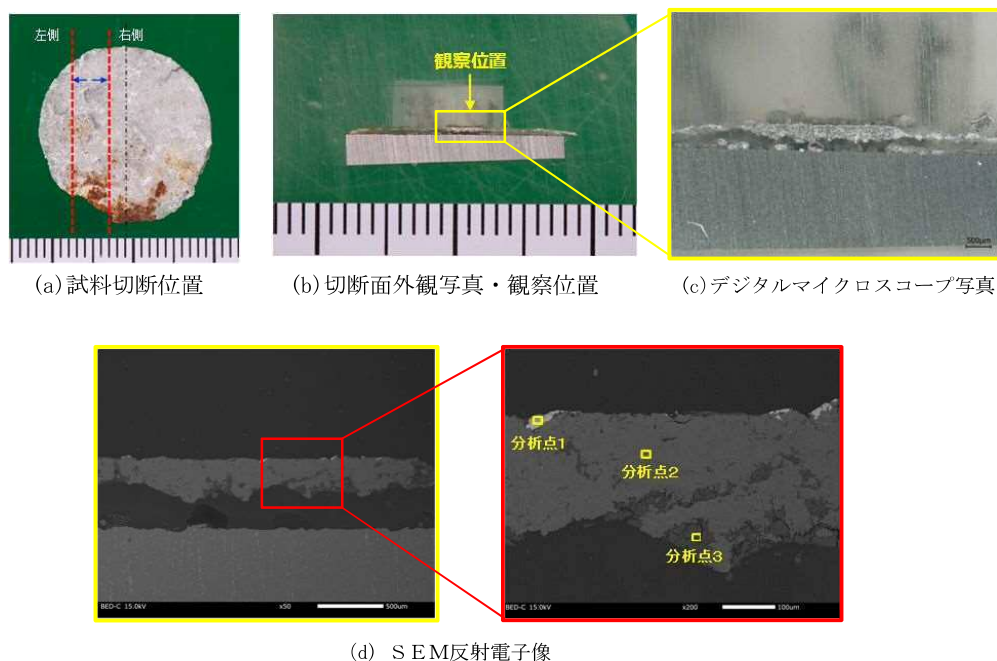 左側
右側
観察位置
500μm
(a)試料切断位置
(b)切断面外観写真・観察位置
(c)デジタルマイクロスコープ写真
分析点1
分析点2
分析点3
BED-C 15.0kV x50 500μm
BED-C 15.0kV x200 100μm
(d) SEM反射電子像